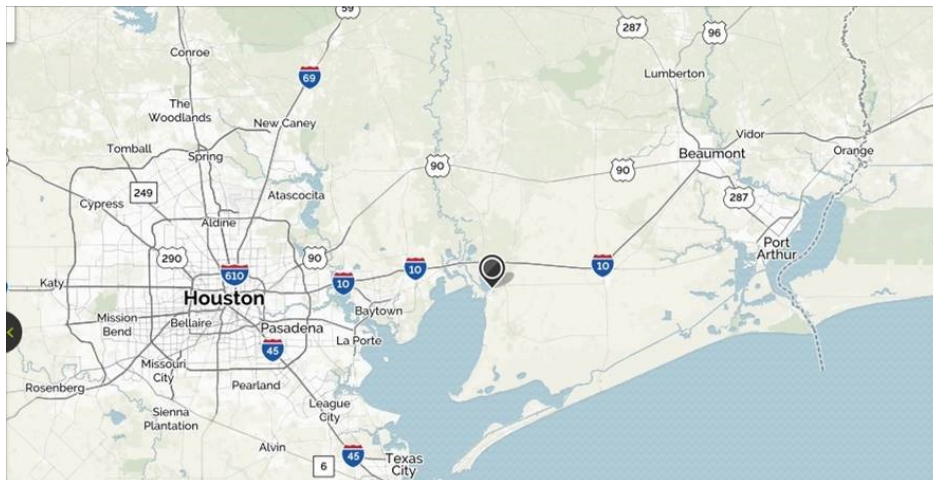 59
287
96
Conroe
69
Lumberton
The
Woodlands
New Caney
Vidor
Tomball
Spring
Beaumont
Orange
90
90
249
Atascocita
287
Cypress
Aldine
290
90
Port
Arthur
610
10
10
10
Katy
Houston
Baytown
Mission
Bend
Bellaire
Pasadena
La Porte
45
Missouri
City
Rosenberg
Pearland
Sienna
Plantation
League
City
Alvin
45
6
Texas
City